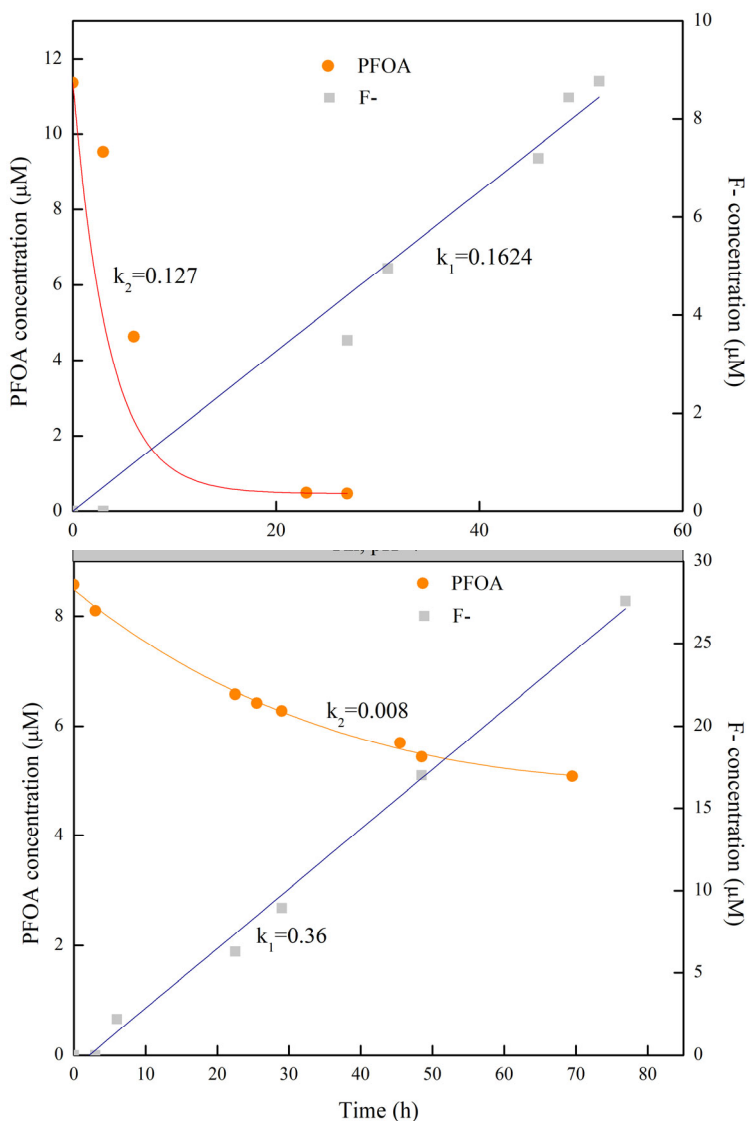 12
10
8
6
4
2
0
PFOA concentration (μM)
10
8
6
4
2
0
F- concentration (μM)
PFOA
F-
k₂=0.127
k₁=0.1624
0 20 40 60
8
6
4
2
0
PFOA concentration (μM)
30
25
20
15
10
5
0
F- concentration (μM)
PFOA
F-
k₂=0.008
k₁=0.36
0 10 20 30 40 50 60 70 80
Time (h)